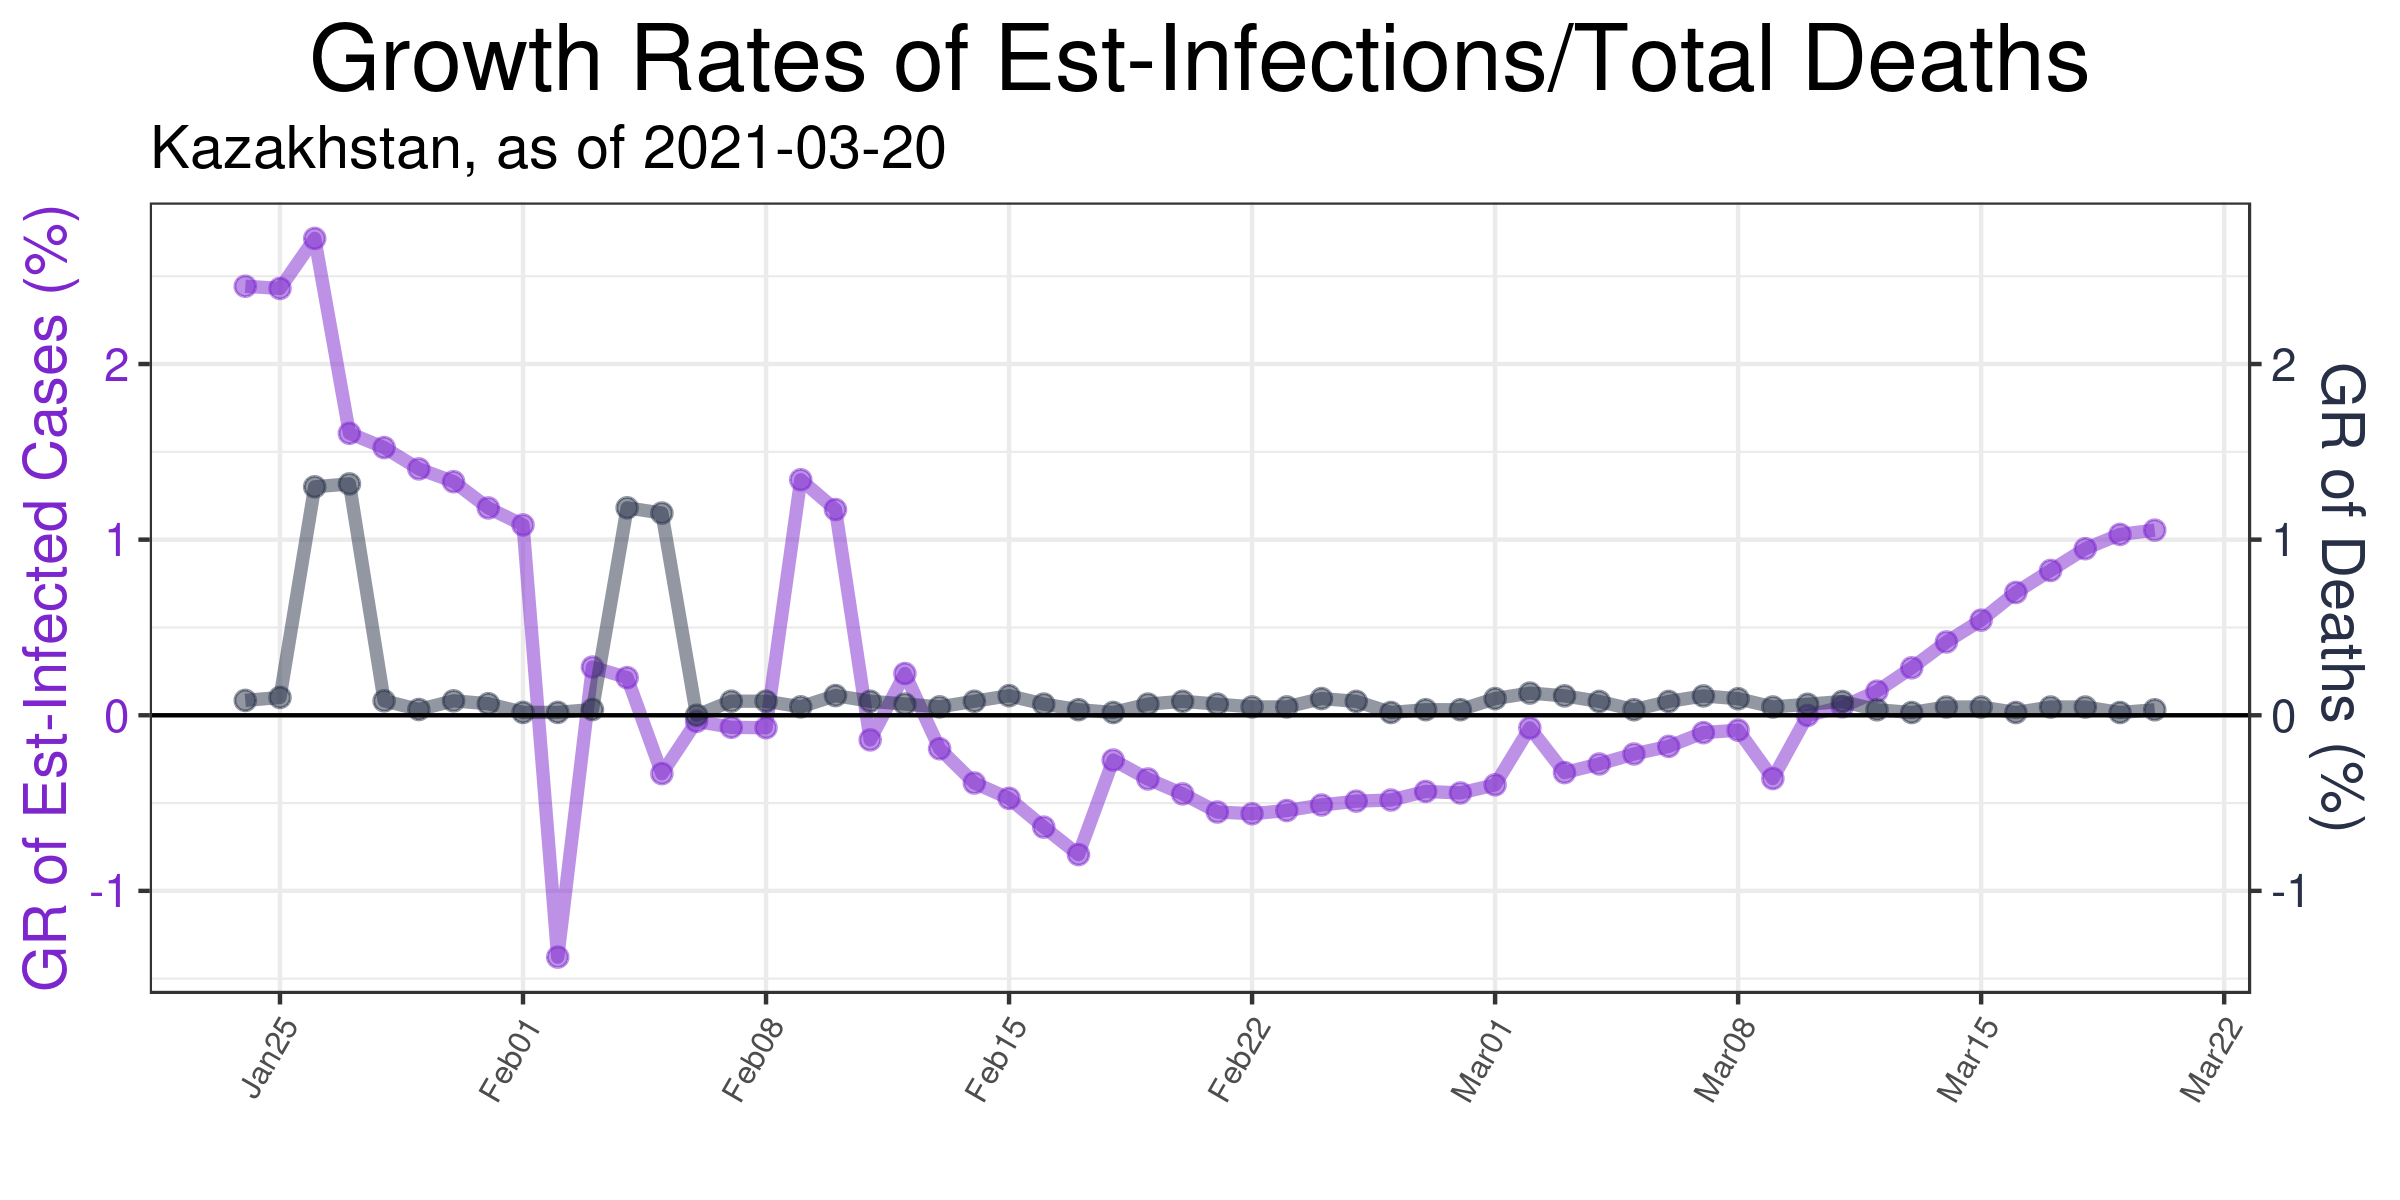 Growth Rates of Est-Infections/Total Deaths
Kazakhstan, as of 2021-03-20
GR of Est-Infected Cases (%)
2
1
0
-1
2
1
0
-1
GR of Deaths (%)
Jan25
Feb01
Feb08
Feb15
Feb22
Mar01
Mar08
Mar15
Mar22